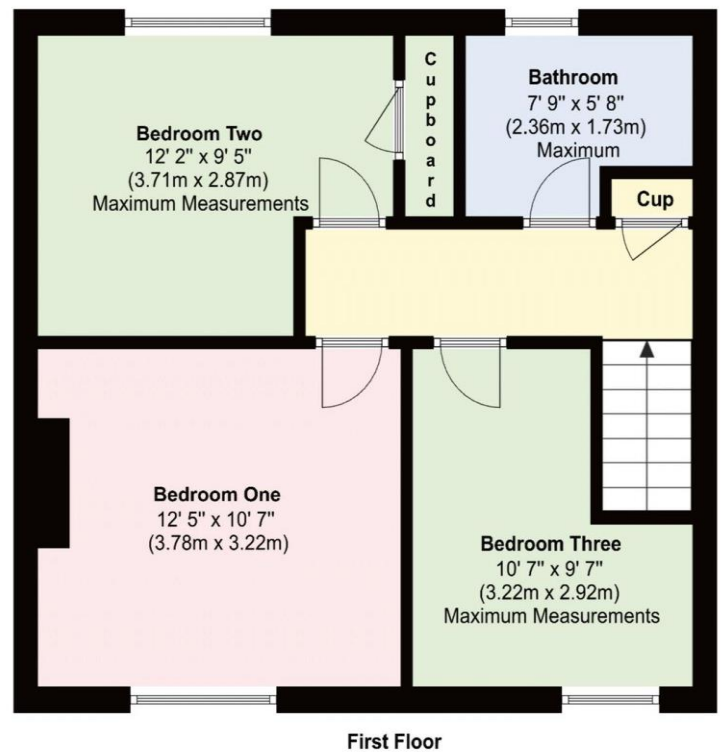 Bedroom Two
12' 2" x 9' 5"
(3.71m x 2.87m)
Maximum Measurements
Cupboard
Bathroom
7' 9" x 5' 8"
(2.36m x 1.73m)
Maximum
Cup
Bedroom One
12' 5" x 10' 7"
(3.78m x 3.22m)
Bedroom Three
10' 7" x 9' 7"
(3.22m x 2.92m)
Maximum Measurements
First Floor